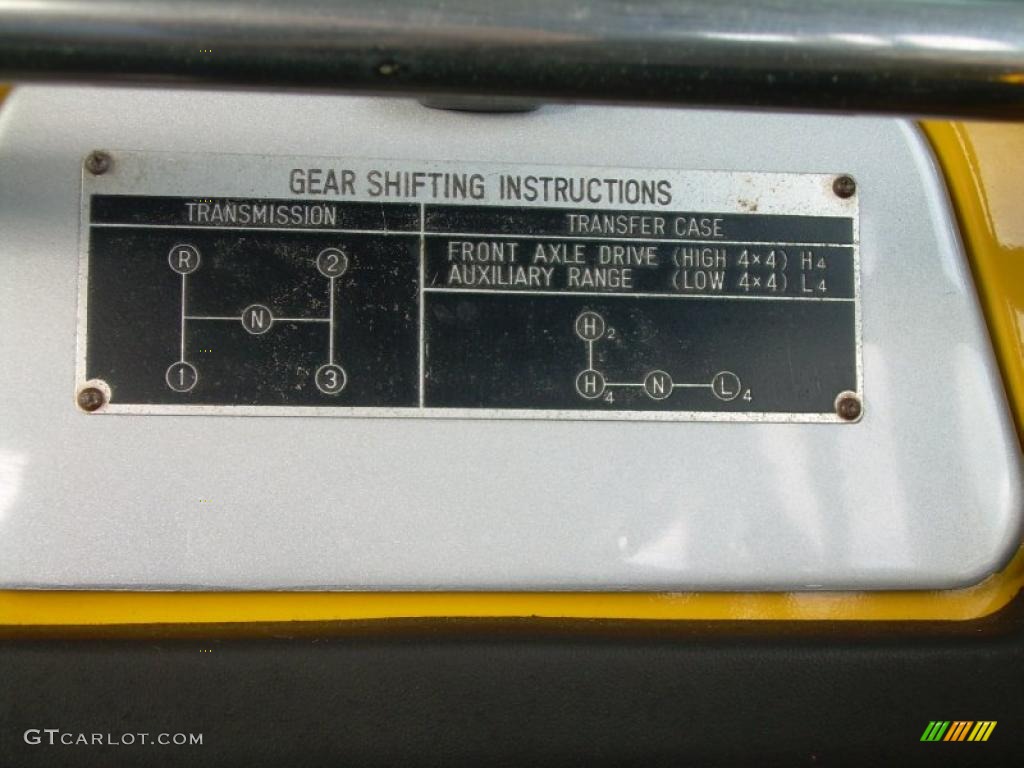 GEAR SHIFTING INSTRUCTIONS
TRANSMISSION
R 2
N
1 3
TRANSFER CASE
FRONT AXLE DRIVE (HIGH 4×4) H4
AUXILIARY RANGE (LOW 4×4) L4
H2
H4 N L4
GTCARLOT.COM